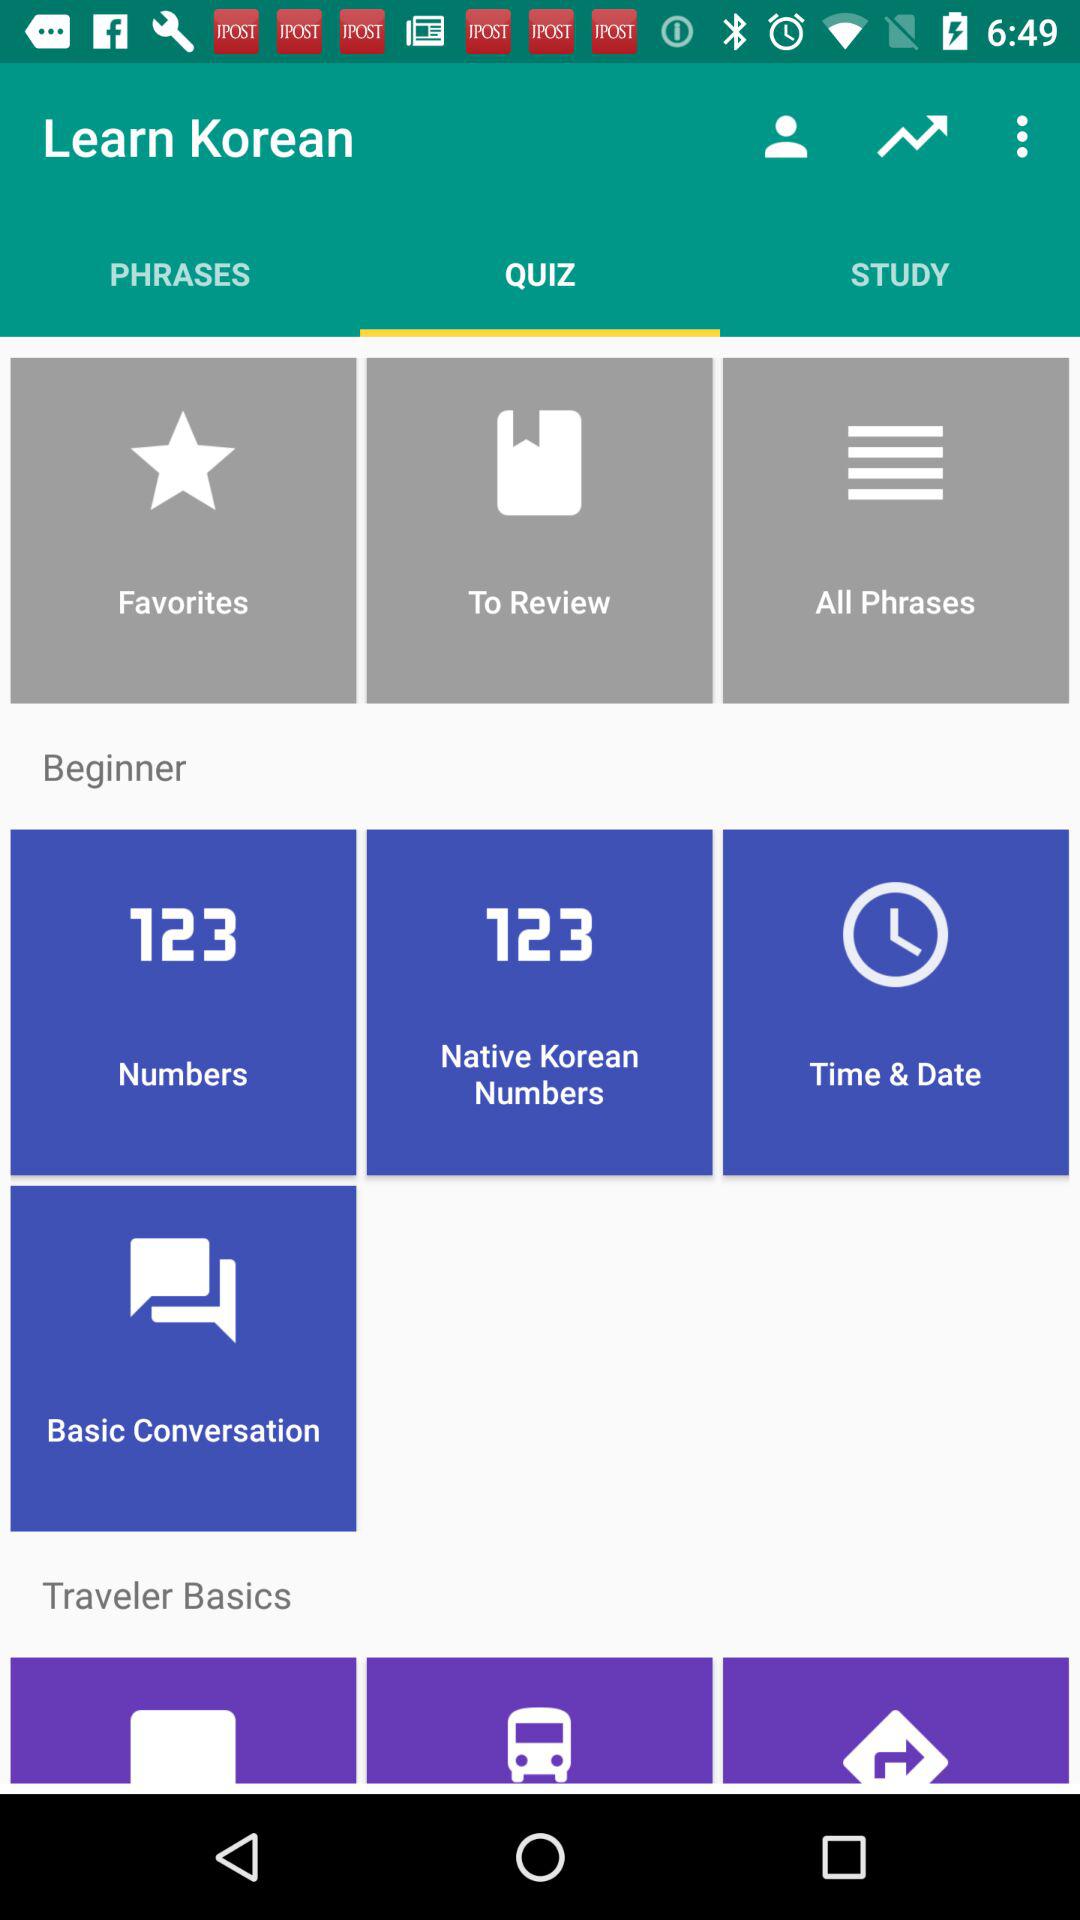 JPOST JPOST JPOST JPOST JPOST JPOST 6:49
Learn Korean
PHRASES QUIZ STUDY
Favorites To Review All Phrases
Beginner
123 123
Numbers Native Korean Numbers Time & Date
Basic Conversation
Traveler Basics